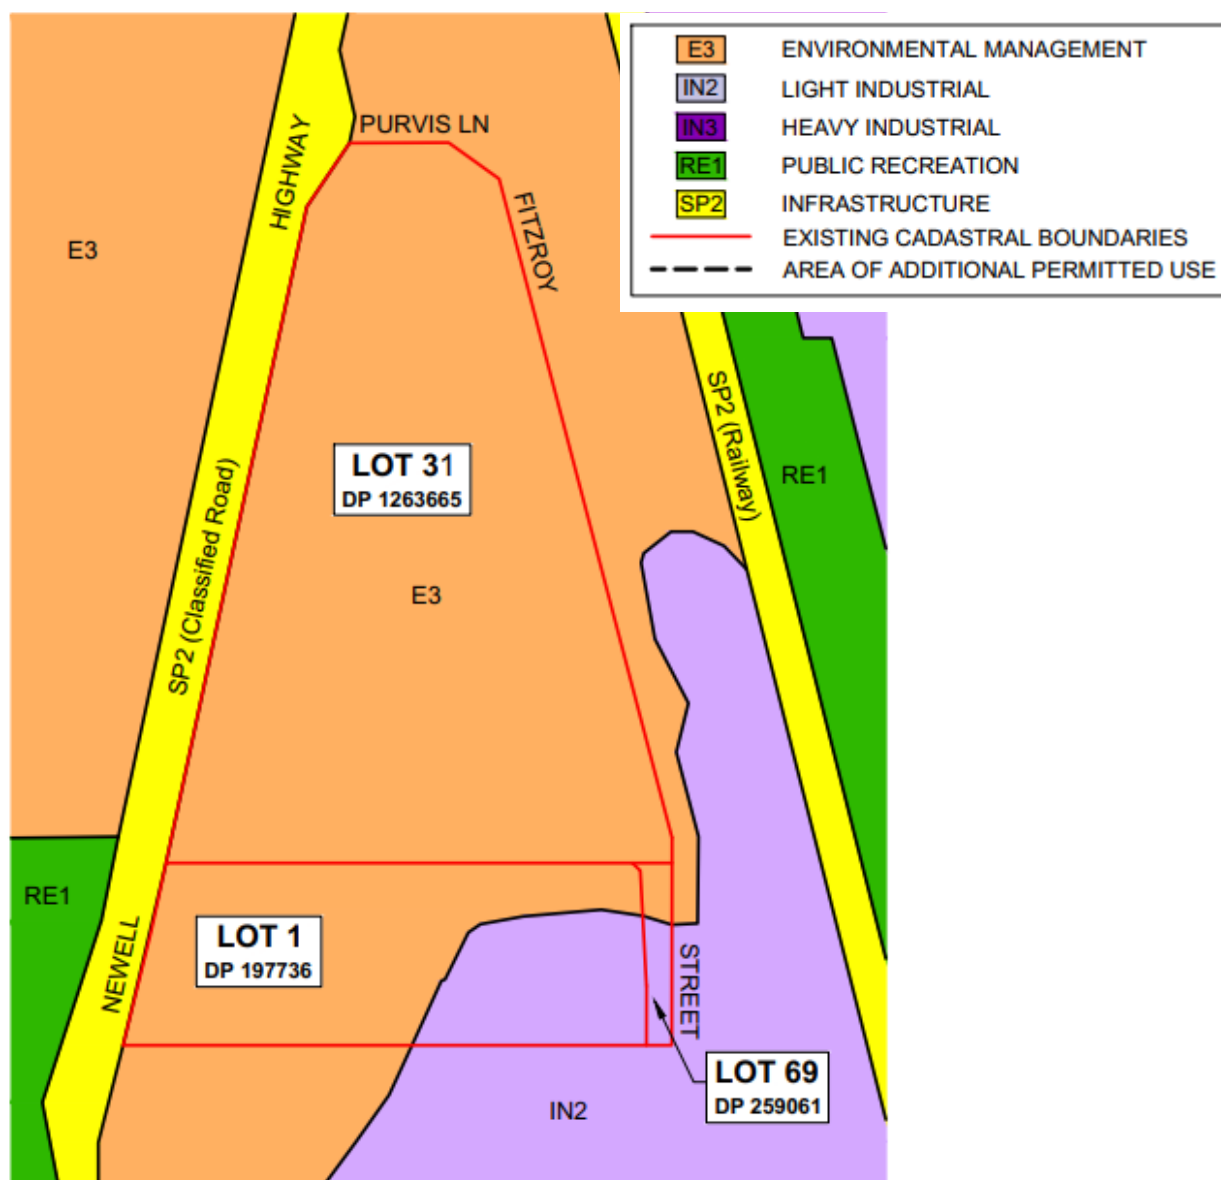 E3 ENVIRONMENTAL MANAGEMENT
IN2 LIGHT INDUSTRIAL
IN3 HEAVY INDUSTRIAL
RE1 PUBLIC RECREATION
SP2 INFRASTRUCTURE
EXISTING CADASTRAL BOUNDARIES
AREA OF ADDITIONAL PERMITTED USE
PURVIS LN
HIGHWAY
FITZROY
E3
SP2 (Railway)
RE1
LOT 31
DP 1263665
SP2 (Classified Road)
E3
RE1
LOT 1
DP 197736
NEWELL
STREET
LOT 69
DP 259061
IN2